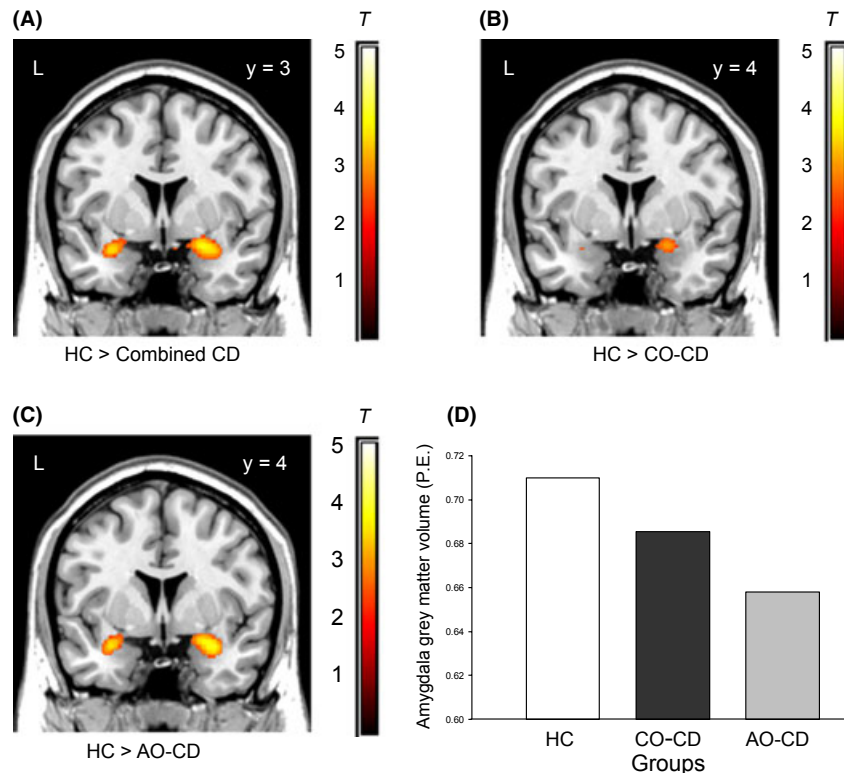 (A)
T
L
y = 3
5
4
3
2
1
HC > Combined CD
(B)
T
L
y = 4
5
4
3
2
1
HC > CO-CD
(C)
T
L
y = 4
5
4
3
2
1
HC > AO-CD
(D)
Amygdala grey matter volume (P.E.)
0.72
0.70
0.68
0.66
0.64
0.62
0.60
HC CO-CD AO-CD
Groups